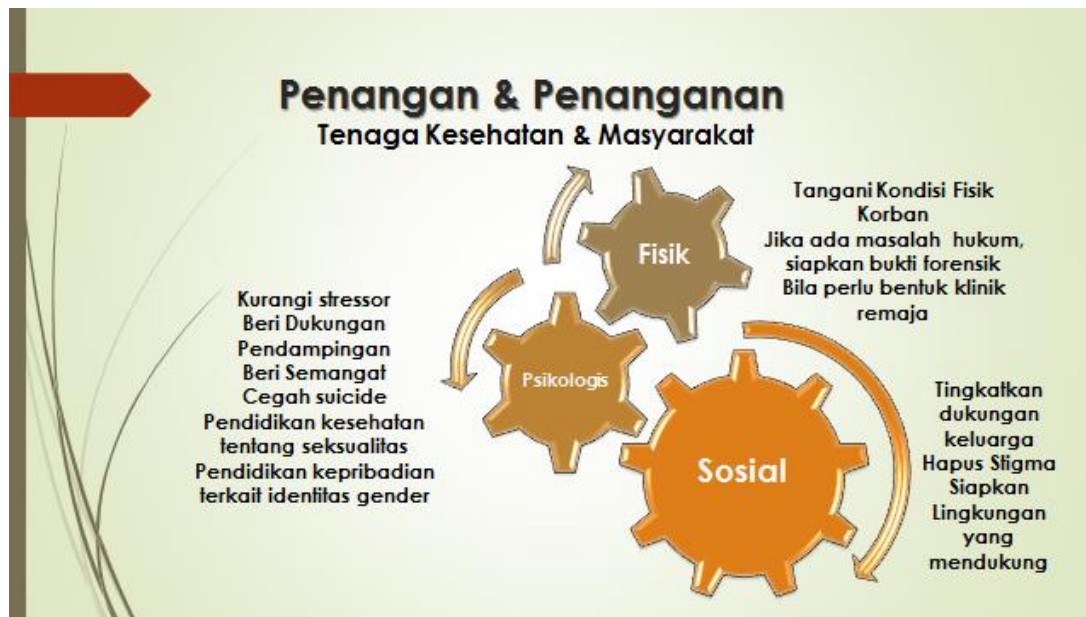 Penangan & Penanganan
Tenaga Kesehatan & Masyarakat
Fisik
Tangani Kondisi Fisik
Korban
Jika ada masalah hukum,
siapkan bukti forensik
Bila perlu bentuk klinik
remaja
Psikologis
Kurangi stressor
Beri Dukungan
Pendampingan
Beri Semangat
Cegah suicide
Pendidikan kesehatan
tentang seksualitas
Pendidikan kepribadian
terkait identitas gender
Sosial
Tingkatkan
dukungan
keluarga
Hapus Stigma
Siapkan
Lingkungan
yang
mendukung